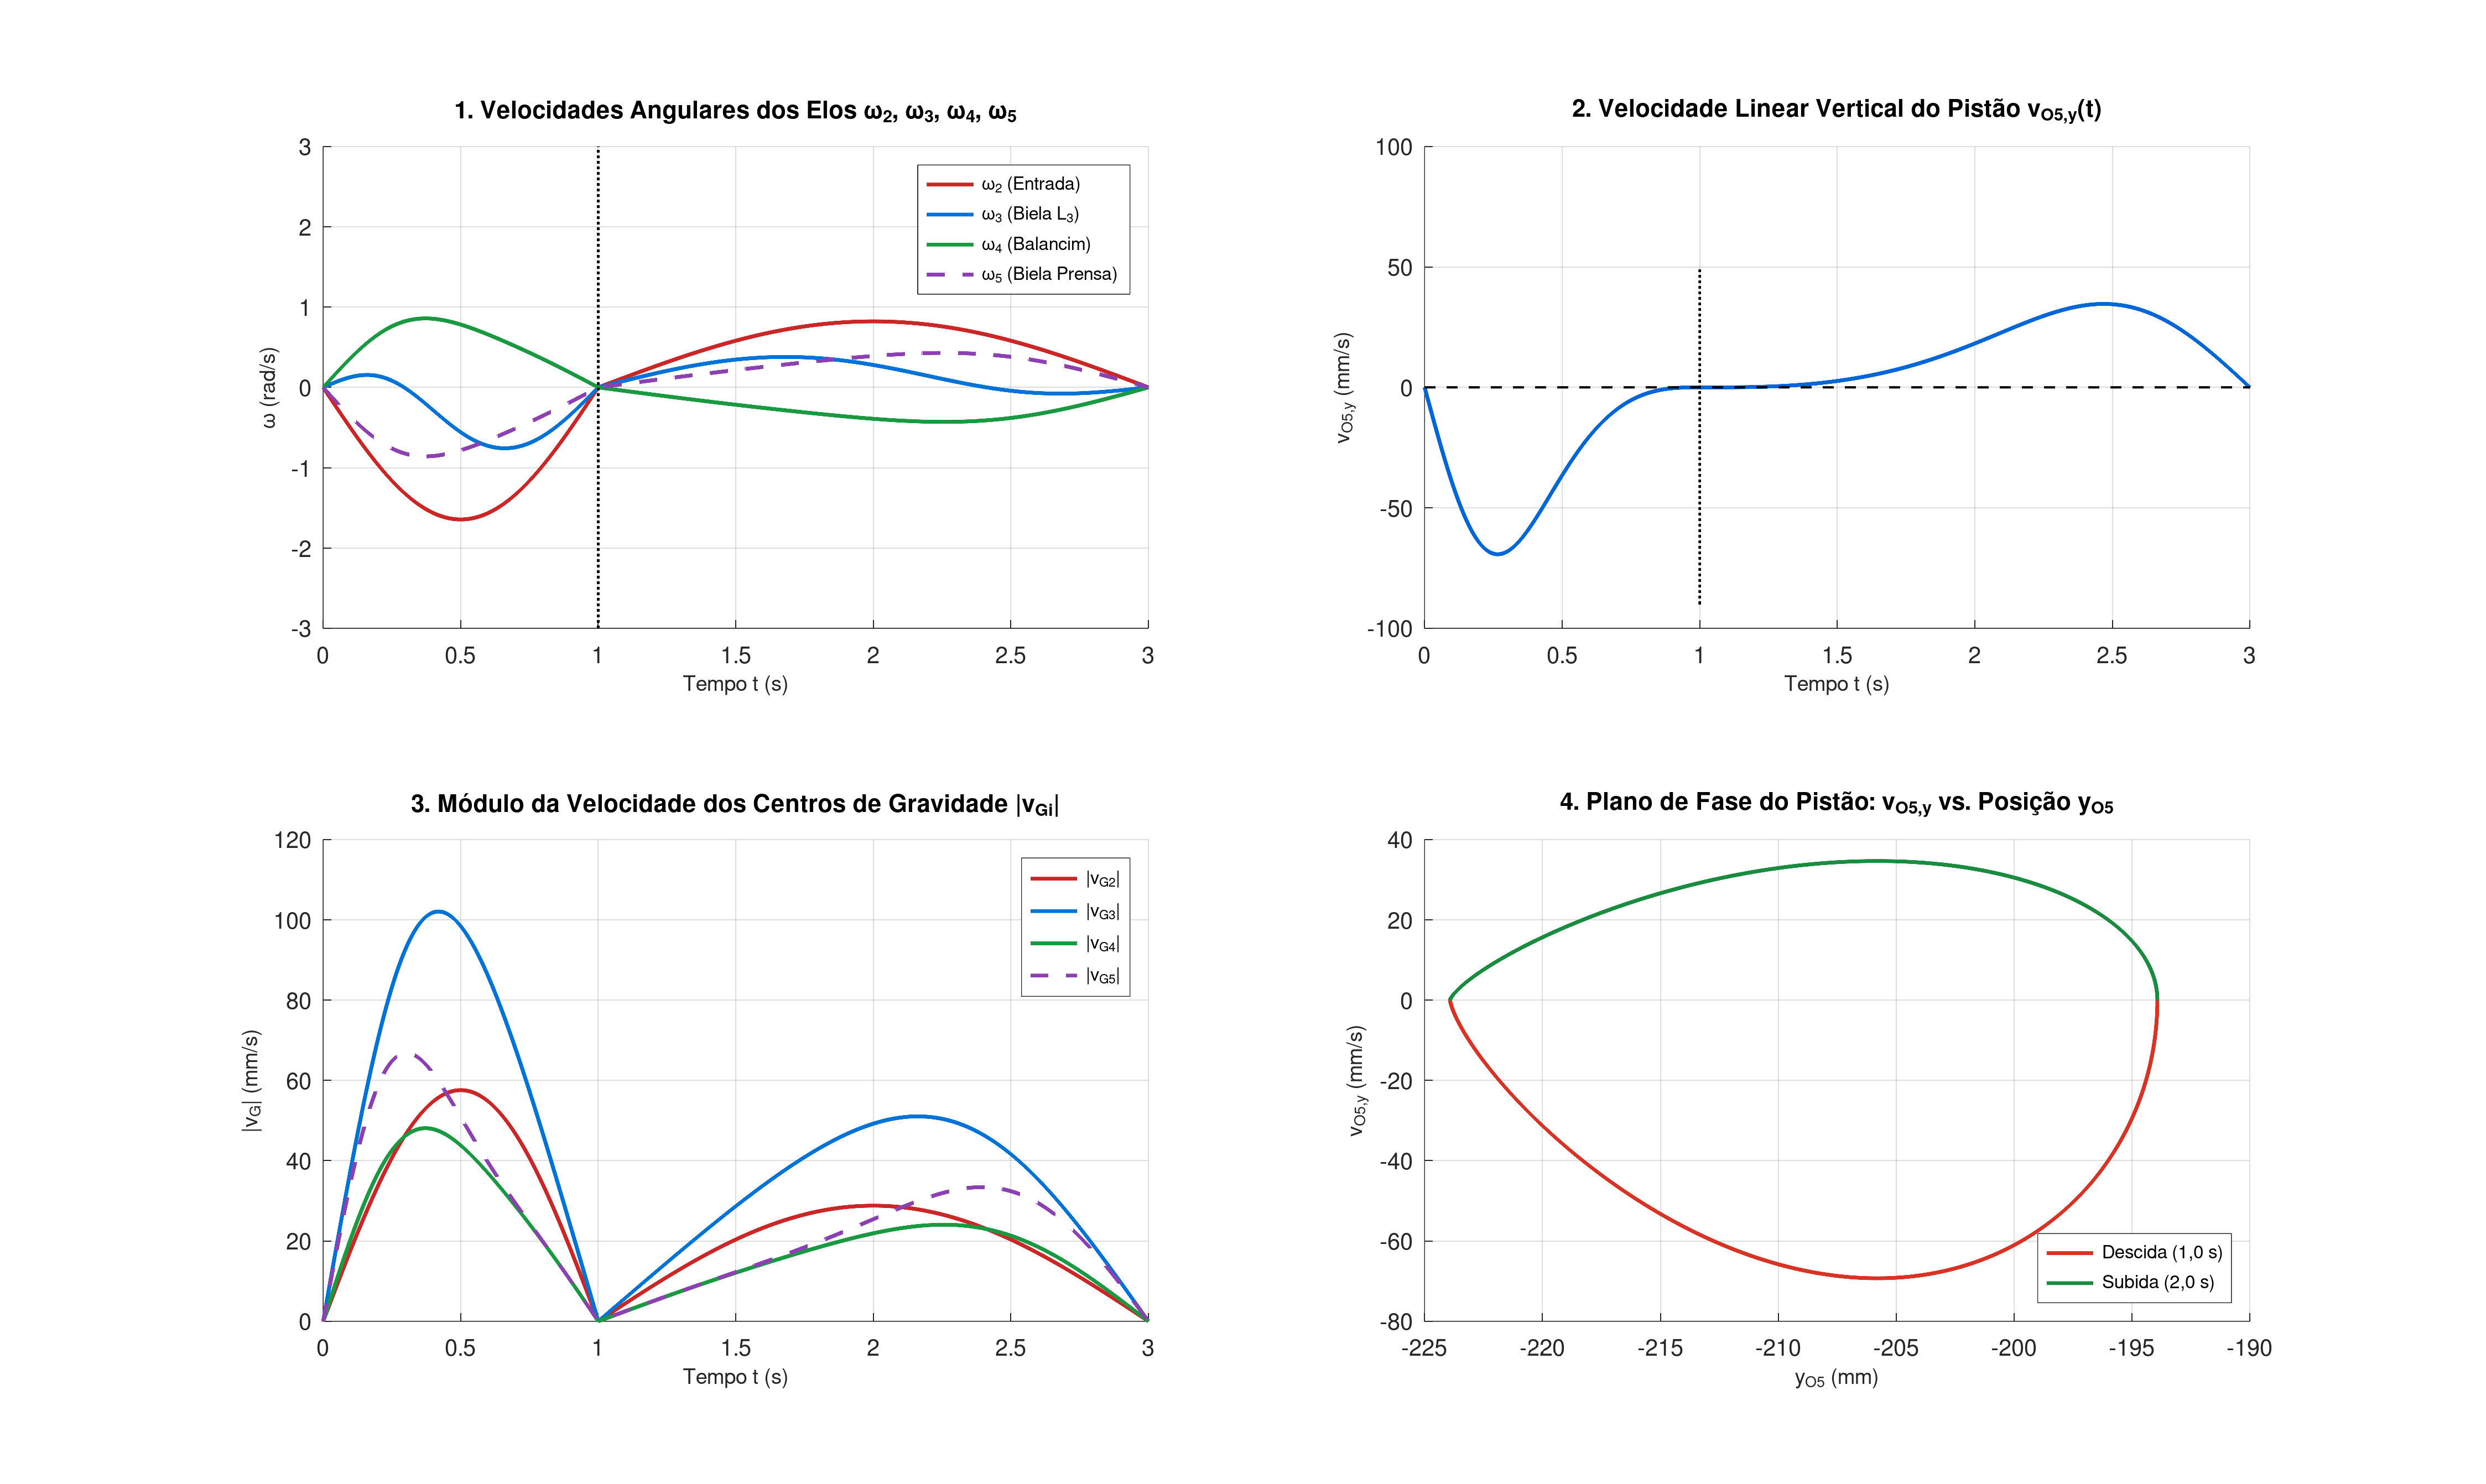 1. Velocidades Angulares dos Elos ω2, ω3, ω4, ω5
3
2
1
0
-1
-2
-3
ω (rad/s)
ω2 (Entrada)
ω3 (Biela L3)
ω4 (Balancim)
ω5 (Biela Prensa)
0 0.5 1 1.5 2 2.5 3
Tempo t (s)
2. Velocidade Linear Vertical do Pistão vO5,y(t)
100
50
0
-50
-100
vO5,y (mm/s)
0 0.5 1 1.5 2 2.5 3
Tempo t (s)
3. Módulo da Velocidade dos Centros de Gravidade |vGi|
120
100
80
60
40
20
0
|vG| (mm/s)
|vG2|
|vG3|
|vG4|
|vG5|
0 0.5 1 1.5 2 2.5 3
Tempo t (s)
4. Plano de Fase do Pistão: vO5,y vs. Posição yO5
40
20
0
-20
-40
-60
-80
vO5,y (mm/s)
Descida (1,0 s)
Subida (2,0 s)
-225 -220 -215 -210 -205 -200 -195 -190
yO5 (mm)